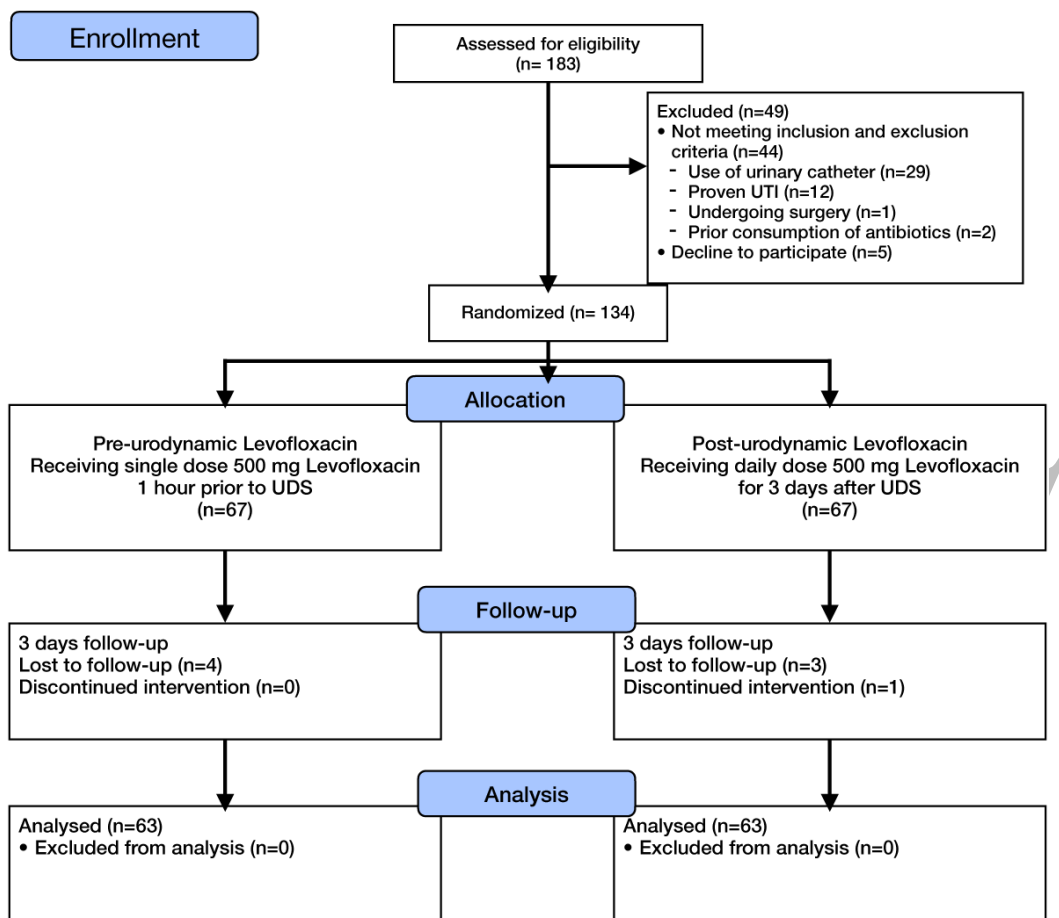 Enrollment
Assessed for eligibility
(n= 183)
Excluded (n=49)
• Not meeting inclusion and exclusion
criteria (n=44)
- Use of urinary catheter (n=29)
- Proven UTI (n=12)
- Undergoing surgery (n=1)
- Prior consumption of antibiotics (n=2)
• Decline to participate (n=5)
Randomized (n= 134)
Allocation
Pre-urodynamic Levofloxacin
Receiving single dose 500 mg Levofloxacin
1 hour prior to UDS
(n=67)
Post-urodynamic Levofloxacin
Receiving daily dose 500 mg Levofloxacin
for 3 days after UDS
(n=67)
Follow-up
3 days follow-up
Lost to follow-up (n=4)
Discontinued intervention (n=0)
3 days follow-up
Lost to follow-up (n=3)
Discontinued intervention (n=1)
Analysis
Analysed (n=63)
• Excluded from analysis (n=0)
Analysed (n=63)
• Excluded from analysis (n=0)